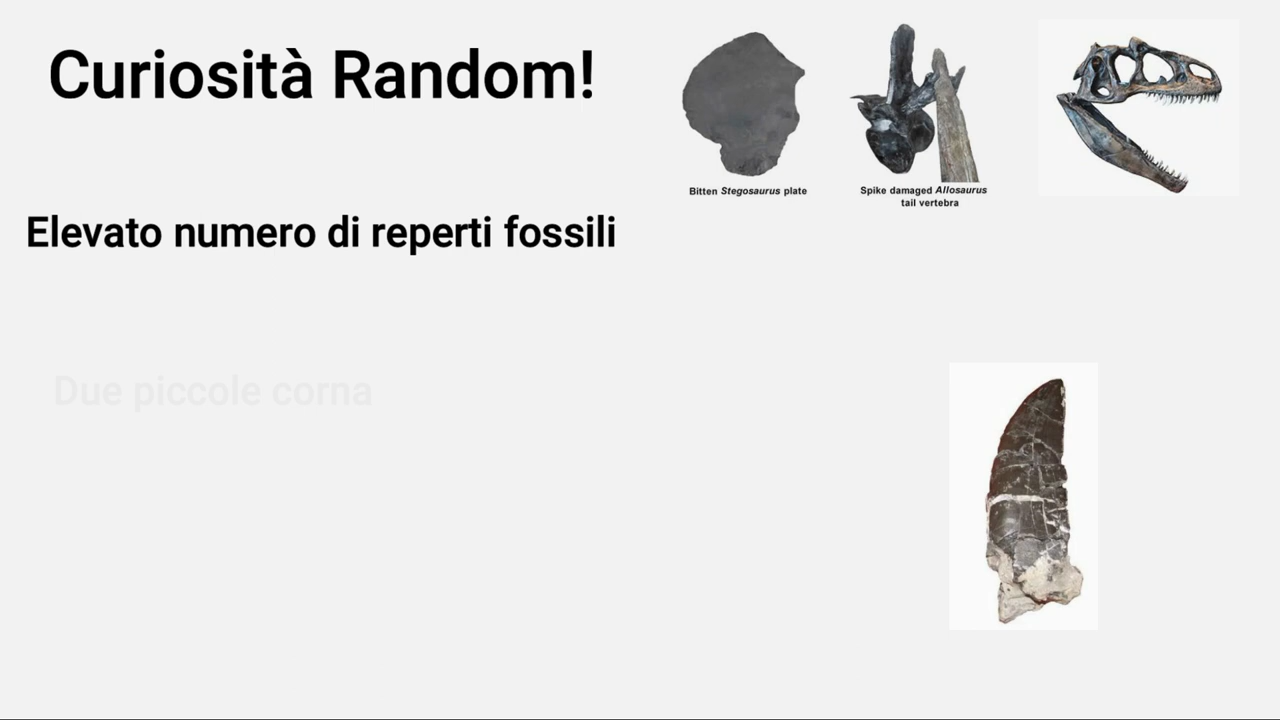 Curiosità Random!
Bitten Stegosaurus plate
Spike damaged Allosaurus
tail vertebra
Elevato numero di reperti fossili
Due piccole corna